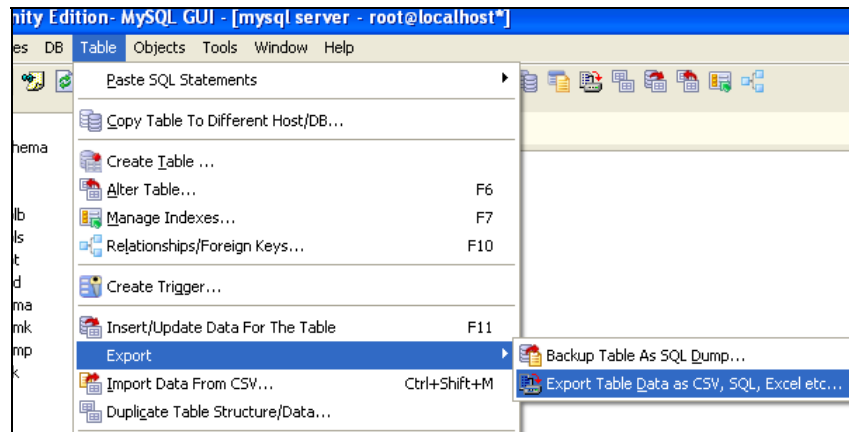 nity Edition- MySQL GUI - [mysql server - root@localhost*]
es DB Table Objects Tools Window Help
Paste SQL Statements
Copy Table To Different Host/DB...
hema
Create Table ...
Alter Table... F6
lb
Manage Indexes... F7
ls
Relationships/Foreign Keys... F10
t
d
Create Trigger...
ma
mk
Insert/Update Data For The Table F11
mp
Export
Backup Table As SQL Dump...
k
Import Data From CSV... Ctrl+Shift+M
Export Table Data as CSV, SQL, Excel etc...
Duplicate Table Structure/Data...